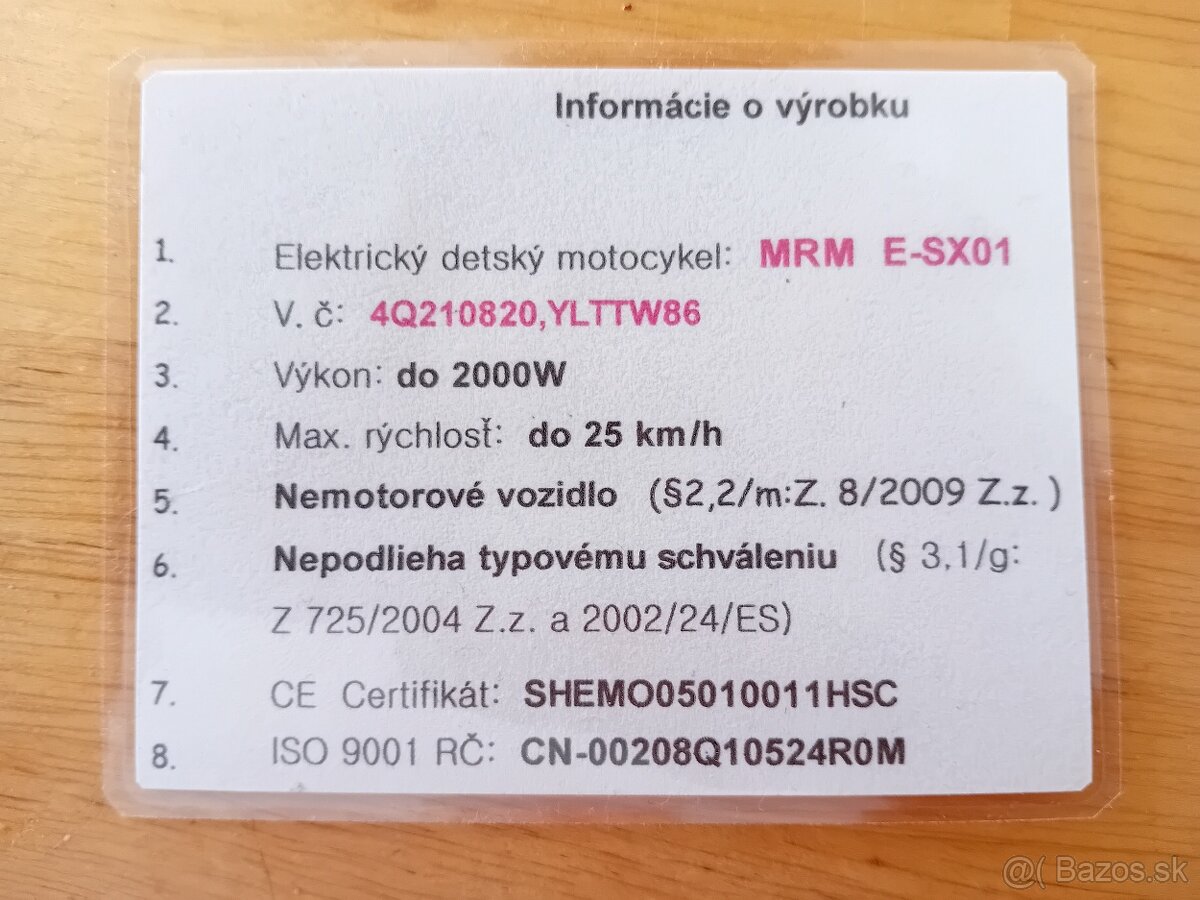 Informácie o výrobku
1. Elektrický detský motocykel: MRM E-SX01
2. V. č: 4Q210820,YLTTW86
3. Výkon: do 2000W
4. Max. rýchlosť: do 25 km/h
5. Nemotorové vozidlo (§2,2/m:Z. 8/2009 Z.z. )
6. Nepodlieha typovému schváleniu (§ 3,1/g:
Z 725/2004 Z.z. a 2002/24/ES)
7. CE Certifikát: SHEMO05010011HSC
8. ISO 9001 RČ: CN-00208Q10524R0M
@( Bazos.sk